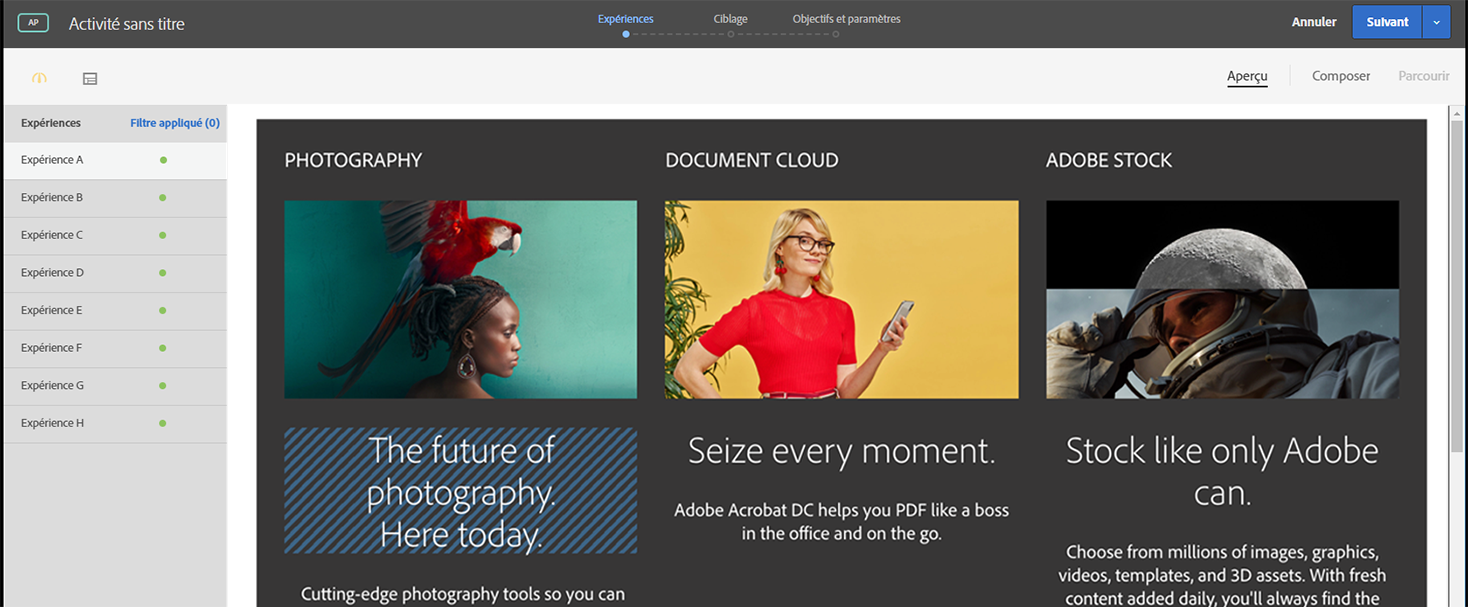 AP
Activité sans titre
Expériences
Ciblage
Objectifs et paramètres
Annuler
Suivant
Aperçu
Composer
Parcourir
Expériences
Filtre appliqué (0)
Expérience A
Expérience B
Expérience C
Expérience D
Expérience E
Expérience F
Expérience G
Expérience H
PHOTOGRAPHY
The future of
photography.
Here today.
Cutting-edge photography tools so you can
DOCUMENT CLOUD
Seize every moment.
Adobe Acrobat DC helps you PDF like a boss
in the office and on the go.
ADOBE STOCK
Stock like only Adobe
can.
Choose from millions of images, graphics,
videos, templates, and 3D assets. With fresh
content added daily, you'll always find the